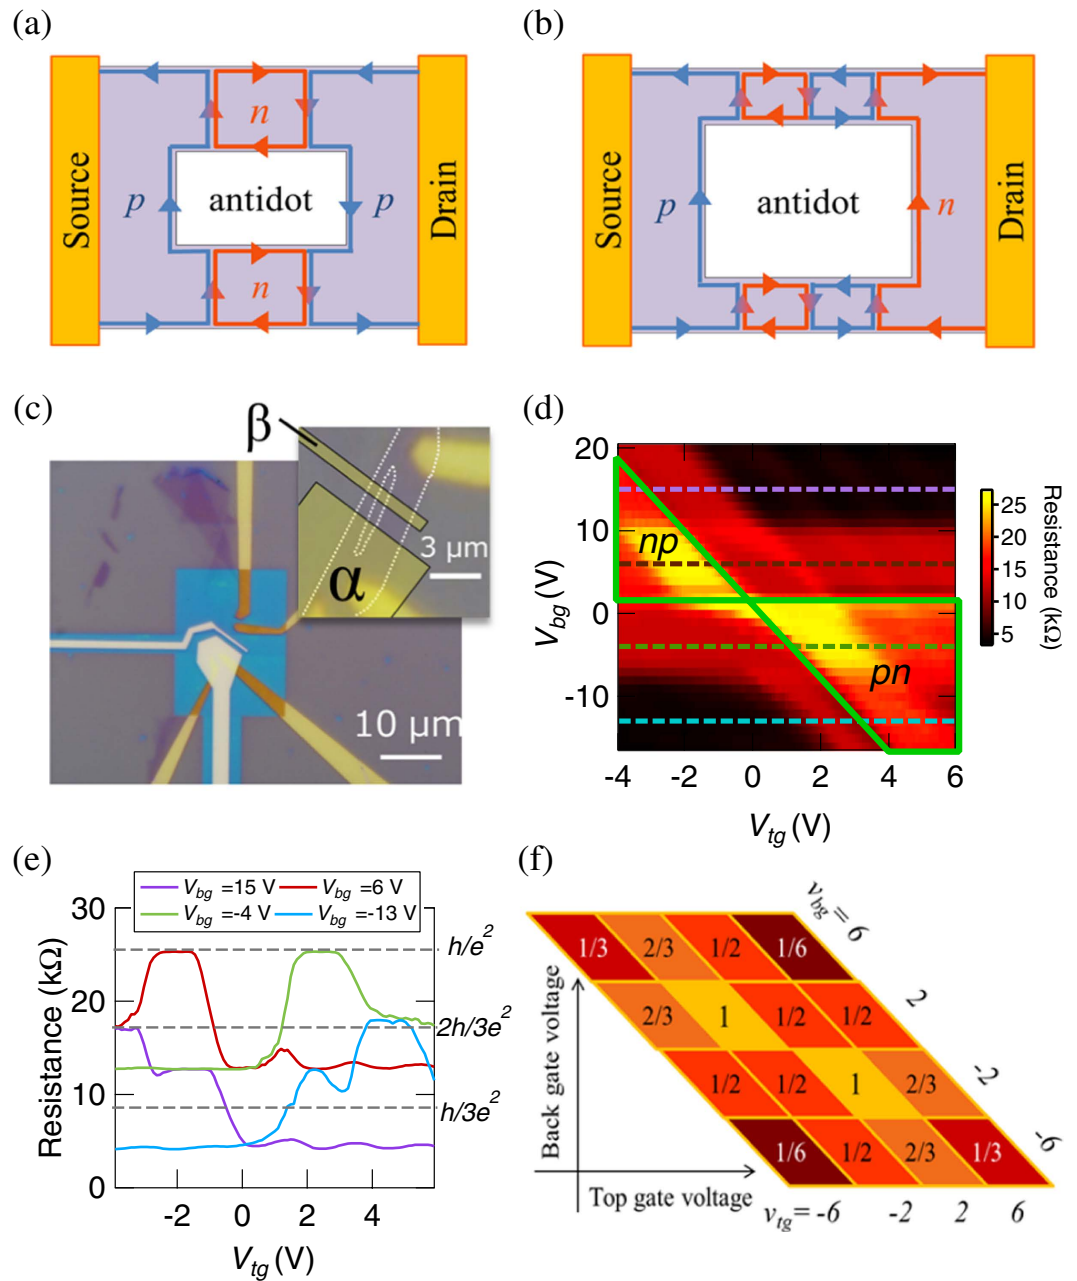 (a)
(b)
Source
p
n
antidot
n
p
Drain
Source
p
antidot
n
Drain
(c)
β
α
3 μm
10 μm
(d)
20
10
0
-10
V_bg (V)
np
pn
-4 -2 0 2 4 6
V_tg (V)
25
20
15
10
5
Resistance (kΩ)
(e)
V_bg =15 V V_bg =6 V
V_bg =-4 V V_bg =-13 V
30
20
10
0
Resistance (kΩ)
h/e²
2h/3e²
h/3e²
-2 0 2 4
V_tg (V)
(f)
ν_bg = 6
2
-2
-6
1/3 2/3 1/2 1/6
2/3 1 1/2 1/2
1/2 1/2 1 2/3
1/6 1/2 2/3 1/3
Back gate voltage
Top gate voltage
ν_tg= -6 -2 2 6